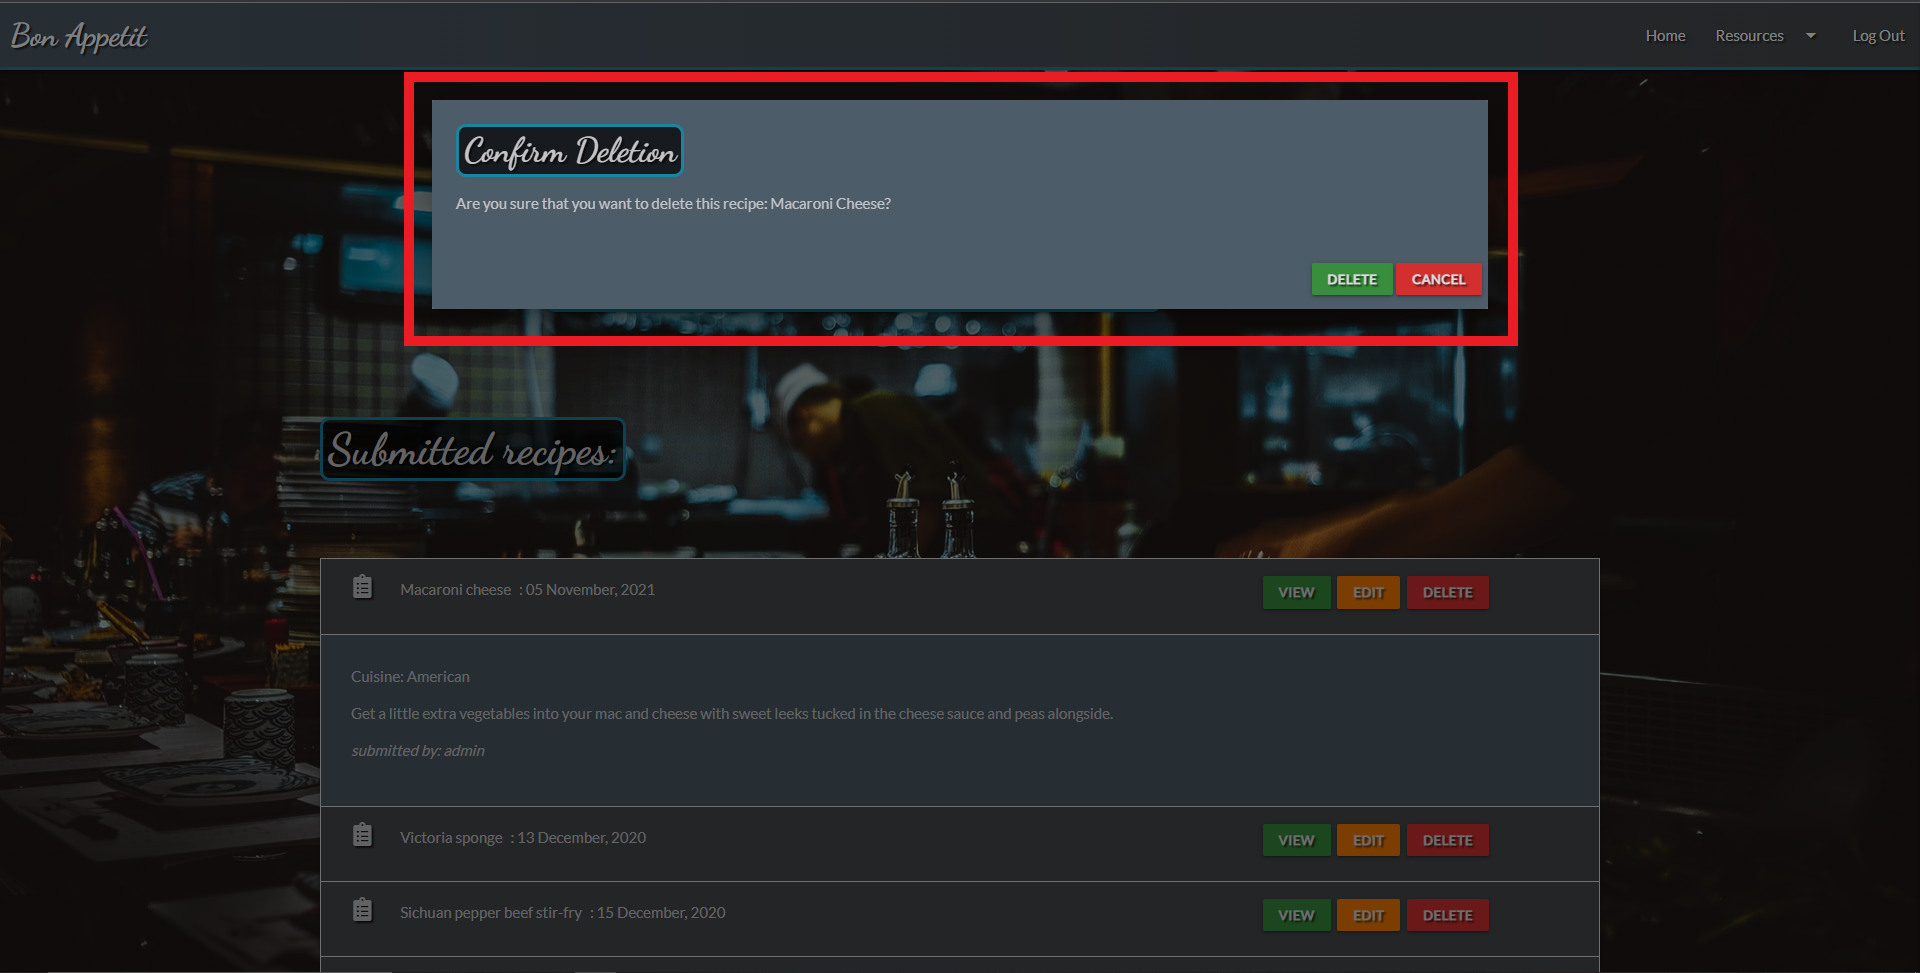 Bon Appetit
Home Resources Log Out
Confirm Deletion
Are you sure that you want to delete this recipe: Macaroni Cheese?
DELETE CANCEL
Submitted recipes:
Macaroni cheese : 05 November, 2021 VIEW EDIT DELETE
Cuisine: American
Get a little extra vegetables into your mac and cheese with sweet leeks tucked in the cheese sauce and peas alongside.
submitted by: admin
Victoria sponge : 13 December, 2020 VIEW EDIT DELETE
Sichuan pepper beef stir-fry : 15 December, 2020 VIEW EDIT DELETE